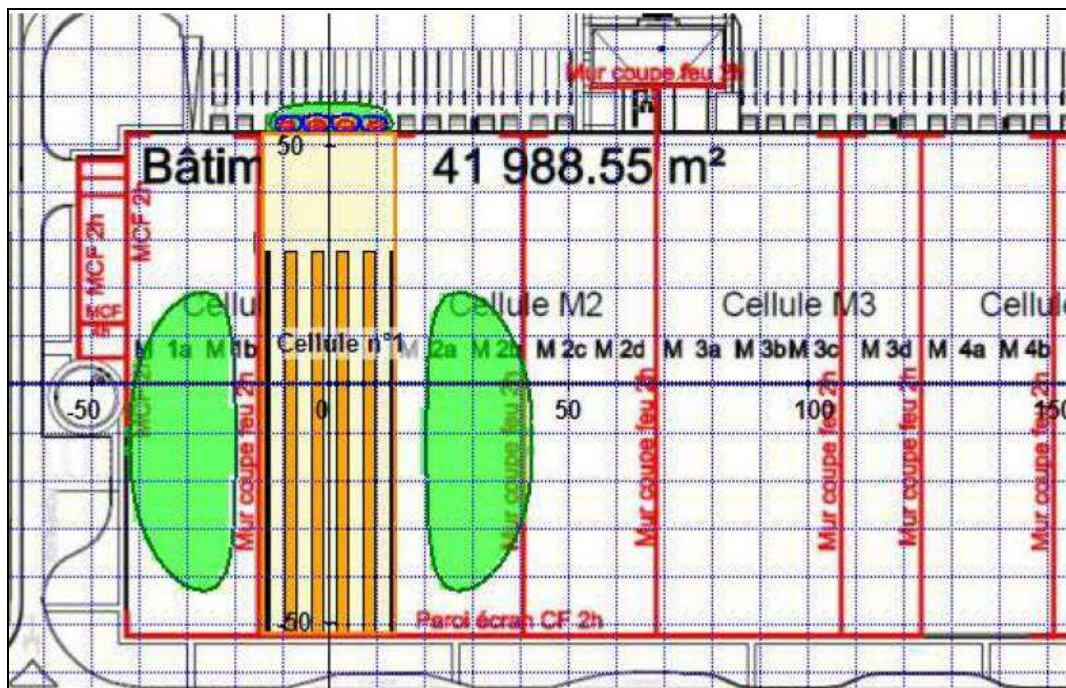 Mur coupe feu 2h
50
Bâtim 41 988.55 m²
MCF 2h
MCF 2h
MCF
Cellul
Cellule M2
Cellule M3
Cellule
Cellule n°1
1a M 1b
2a M 2b M 2c M 2d M 3a M 3b M 3c M 3d M 4a M 4b
-50
0
50
100
150
MCF 2h
Mur coupe feu 2h
Mur coupe feu 2h
Mur coupe feu 2h
Mur coupe feu 2h
Mur coupe feu 2h
Mur coupe feu 2h
-50
Paroi écran CF 2h